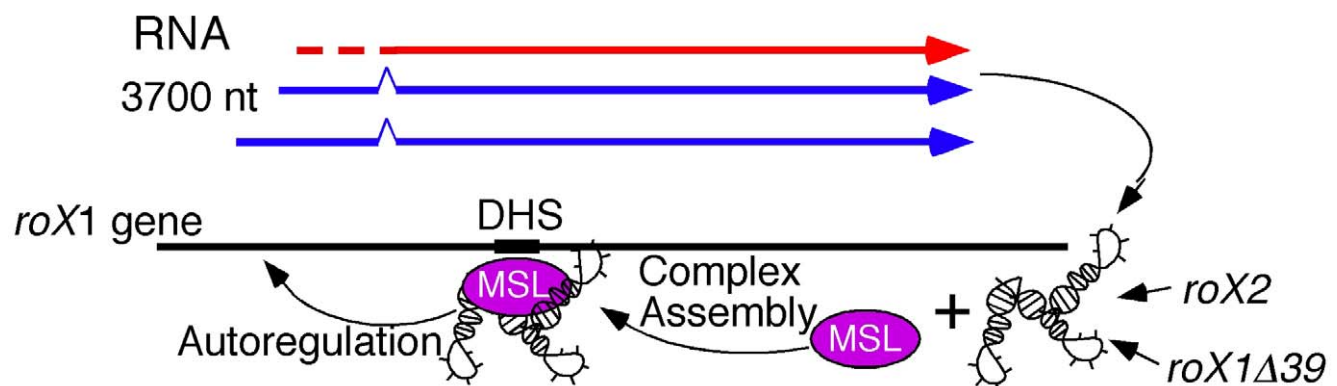 RNA
3700 nt
roX1 gene
DHS
MSL
Complex
Assembly
Autoregulation
MSL
+
roX2
roX1Δ39